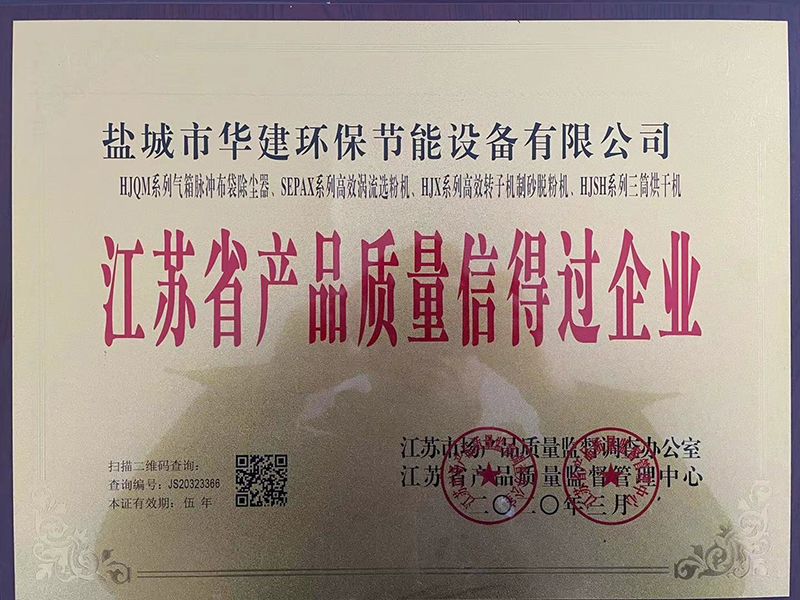 盐城市华建环保节能设备有限公司
HJQM系列气箱脉冲布袋除尘器、SEPAX系列高效涡流选粉机、HJX系列高效转子机制砂脱粉机、HJSH系列三筒烘干机
江苏省产品质量信得过企业
扫描二维码查询：
查询编号：JS20323366
本证有效期：伍年
江苏市场产品质量监督调查办公室
江苏省产品质量监督管理中心
二〇二〇年三月